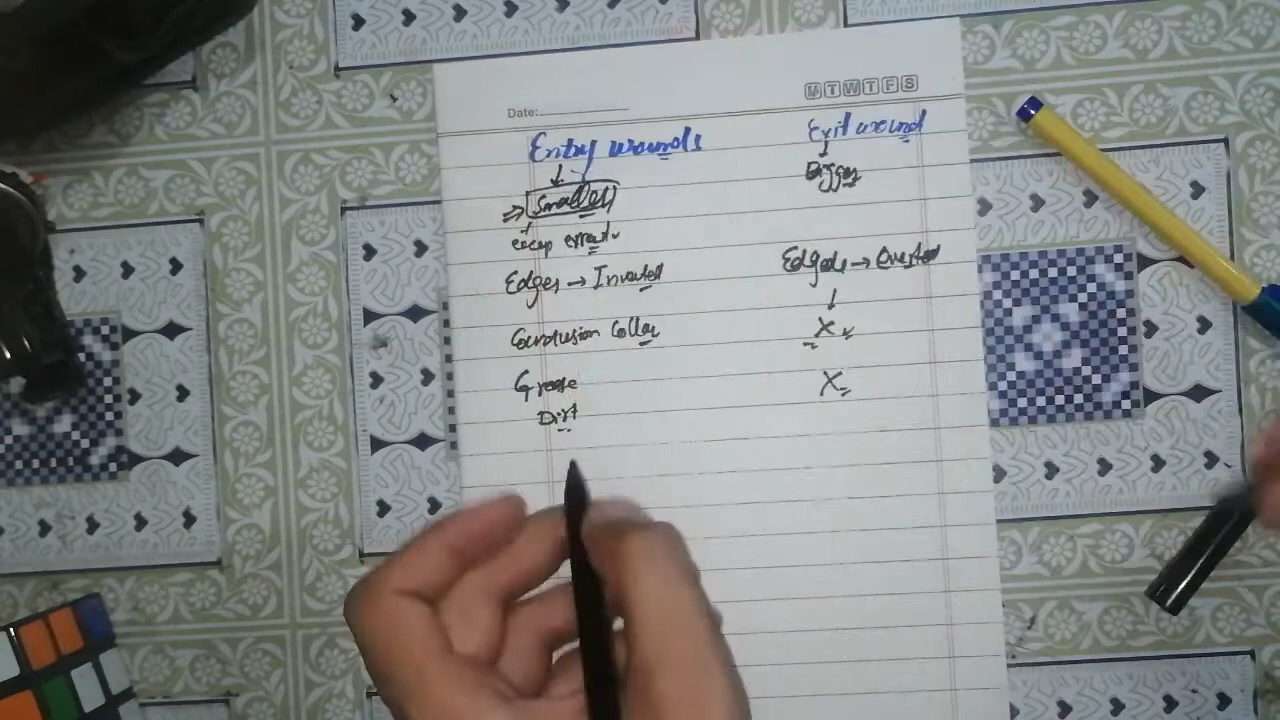 Date:
M T W T F S
Entry wounds
Exit wound
Smaller
Bigger
Edges → Inverted
Edges → Everted
Contusion Collar
X
Grease
X
Dirt